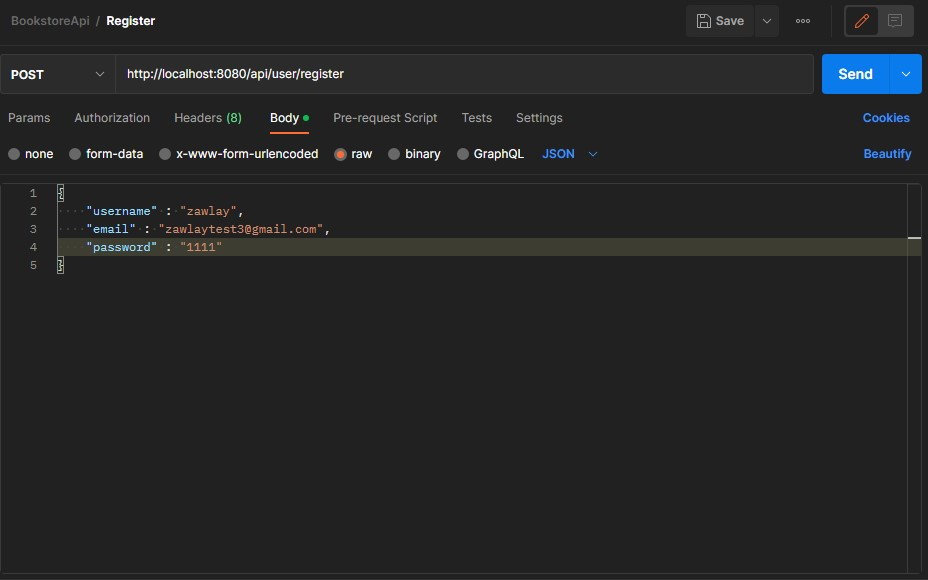 BookstoreApi / Register Save
POST http://localhost:8080/api/user/register Send
Params Authorization Headers (8) Body Pre-request Script Tests Settings Cookies
none form-data x-www-form-urlencoded raw binary GraphQL JSON Beautify
1 {
2 "username" : "zawlay",
3 "email" : "zawlaytest3@gmail.com",
4 "password" : "1111"
5 }